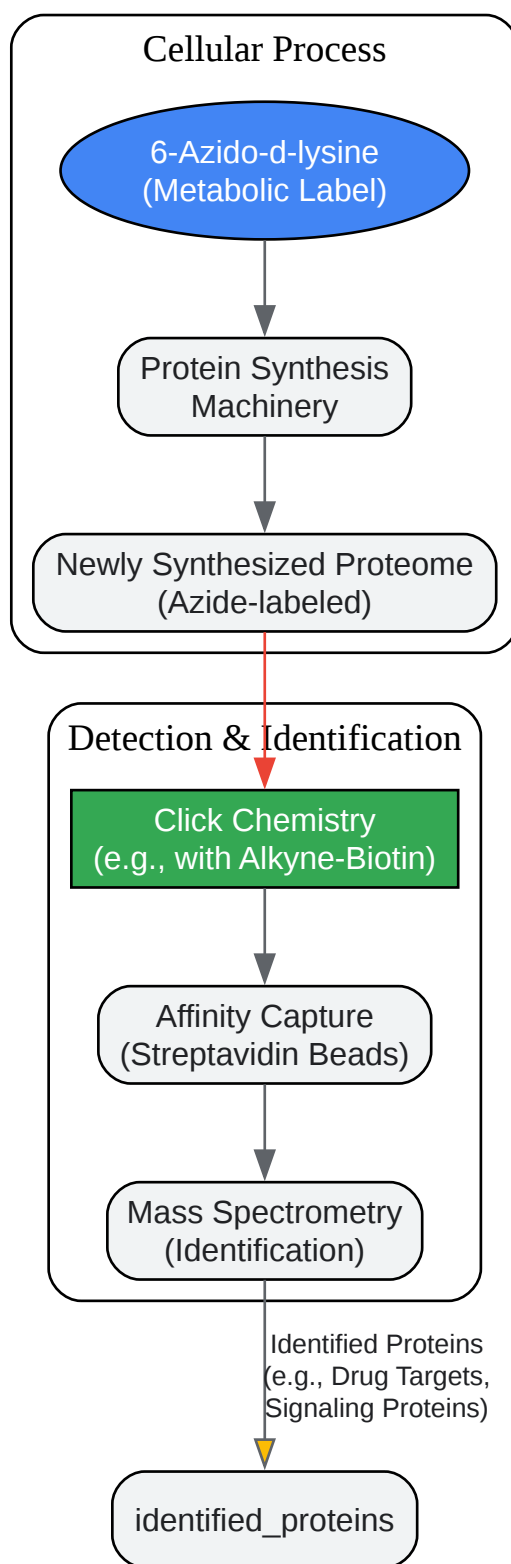 Cellular Process
6-Azido-d-lysine
(Metabolic Label)
Protein Synthesis
Machinery
Newly Synthesized Proteome
(Azide-labeled)
Detection & Identification
Click Chemistry
(e.g., with Alkyne-Biotin)
Affinity Capture
(Streptavidin Beads)
Mass Spectrometry
(Identification)
Identified Proteins
(e.g., Drug Targets,
Signaling Proteins)
identified_proteins